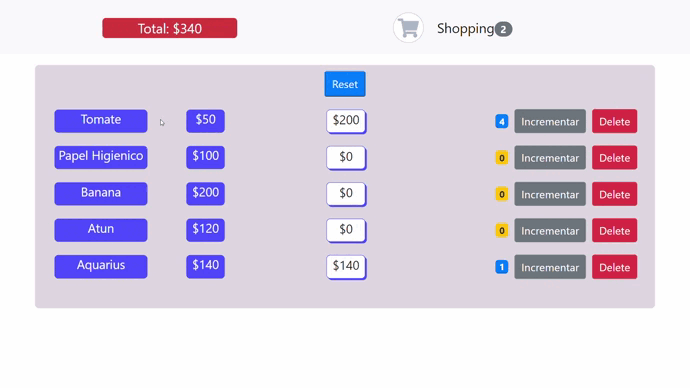 Total: $340 Shopping 2
Reset
Tomate $50 $200 4 Incrementar Delete
Papel Higienico $100 $0 0 Incrementar Delete
Banana $200 $0 0 Incrementar Delete
Atun $120 $0 0 Incrementar Delete
Aquarius $140 $140 1 Incrementar Delete